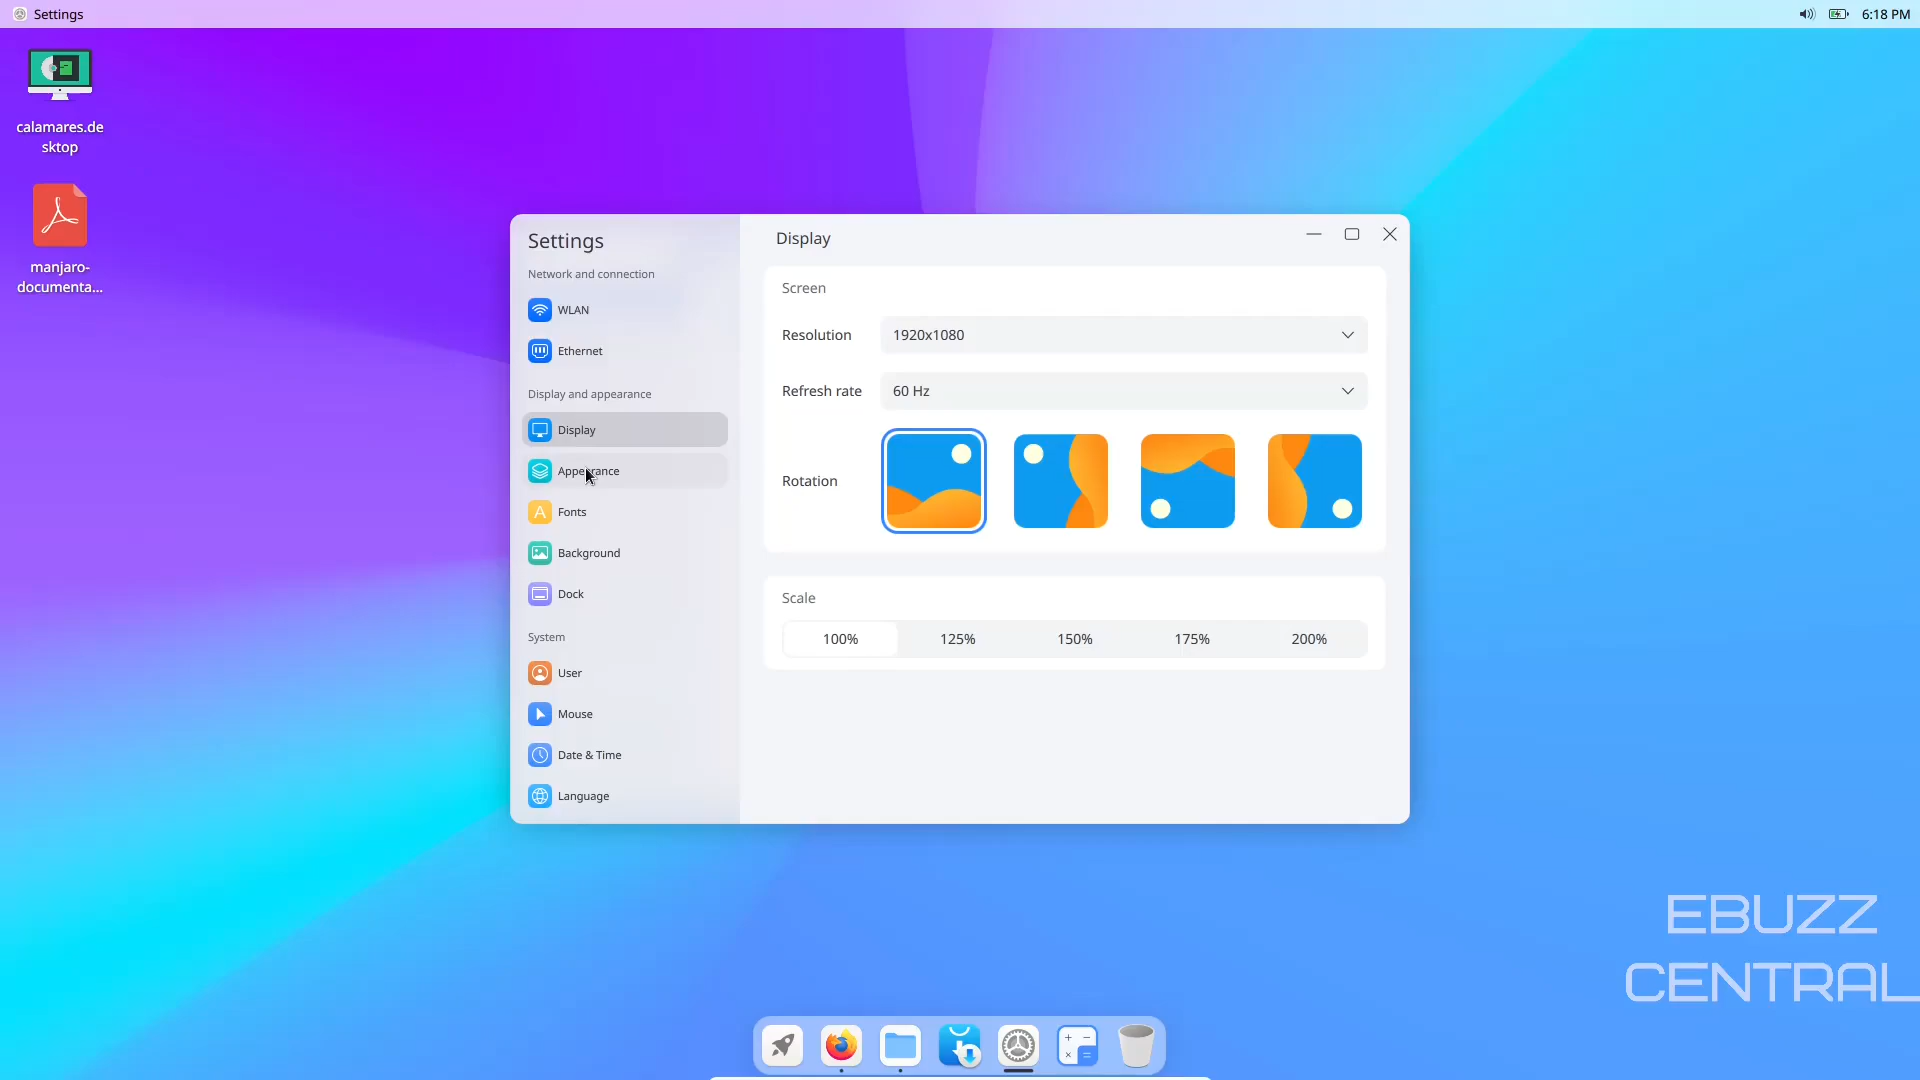 Settings
6:18 PM
calamares.de
sktop
manjaro-
documenta...
Settings
Network and connection
WLAN
Ethernet
Display and appearance
Display
Appearance
Fonts
Background
Dock
System
User
Mouse
Date & Time
Language
Display
Screen
Resolution
1920x1080
Refresh rate
60 Hz
Rotation
Scale
100%
125%
150%
175%
200%
EBUZZ
CENTRAL